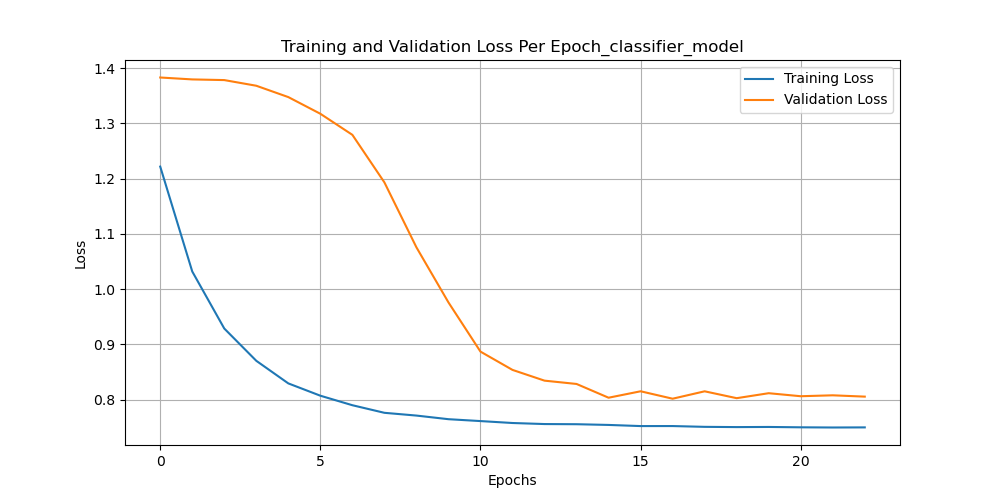 Training and Validation Loss Per Epoch_classifier_model
Training Loss
Validation Loss
Loss
1.4
1.3
1.2
1.1
1.0
0.9
0.8
0 5 10 15 20
Epochs